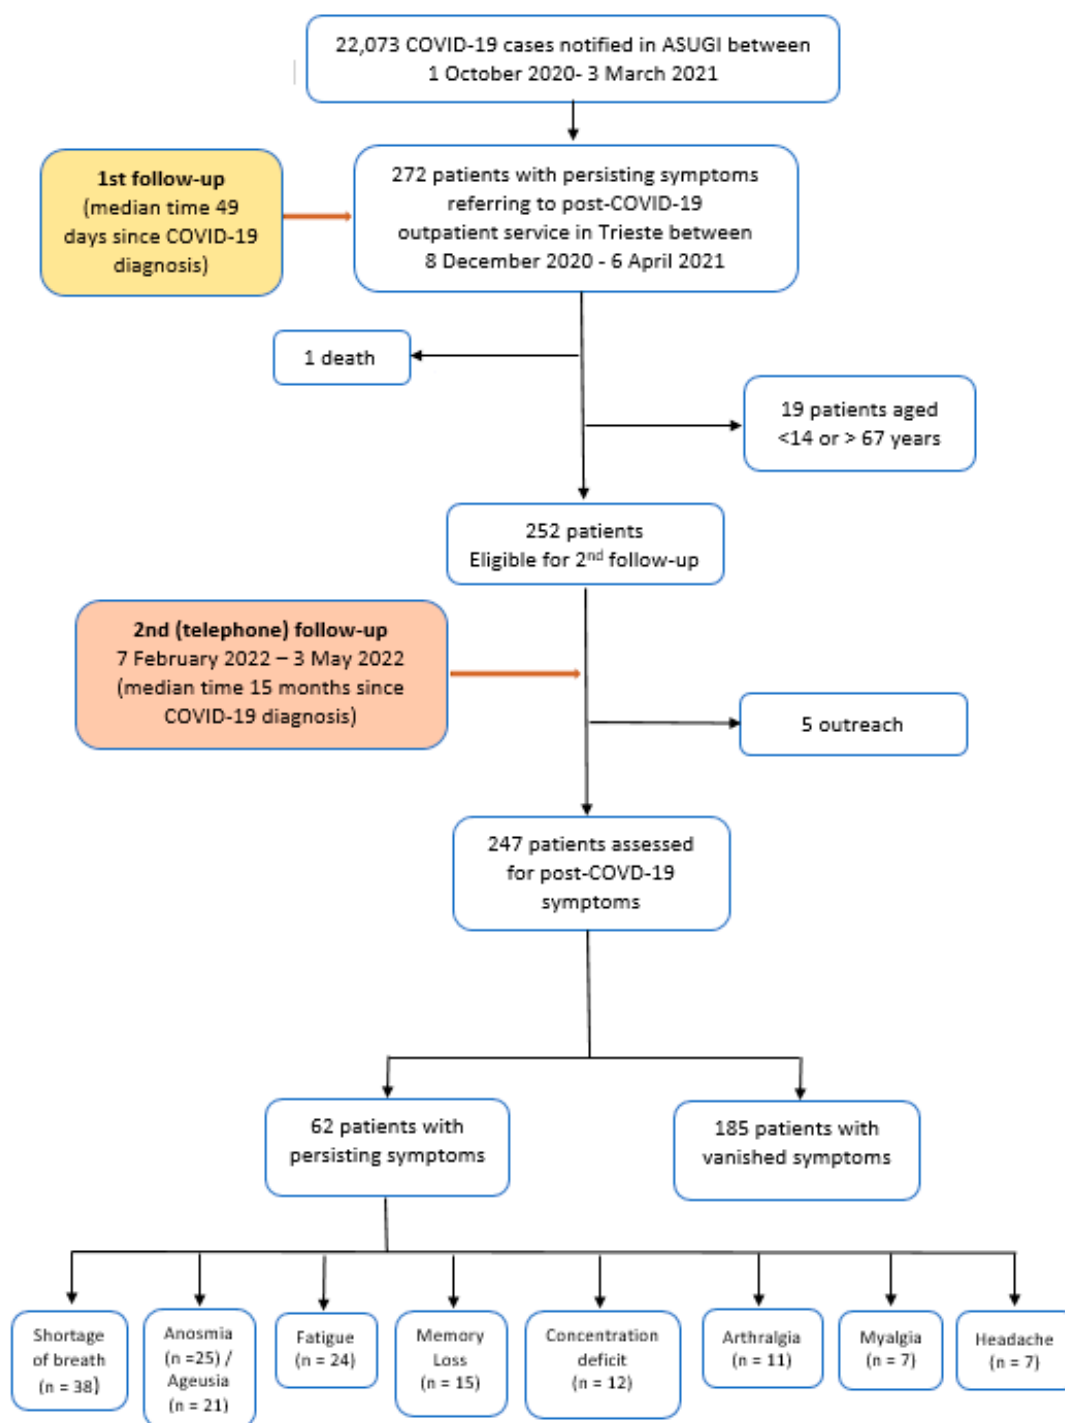 22,073 COVID-19 cases notified in ASUGI between
1 October 2020- 3 March 2021
1st follow-up
(median time 49
days since COVID-19
diagnosis)
272 patients with persisting symptoms
referring to post-COVID-19
outpatient service in Trieste between
8 December 2020 - 6 April 2021
1 death
19 patients aged
<14 or > 67 years
252 patients
Eligible for 2nd follow-up
2nd (telephone) follow-up
7 February 2022 – 3 May 2022
(median time 15 months since
COVID-19 diagnosis)
5 outreach
247 patients assessed
for post-COVD-19
symptoms
62 patients with
persisting symptoms
185 patients with
vanished symptoms
Shortage
of breath
(n = 38)
Anosmia
(n =25) /
Ageusia
(n = 21)
Fatigue
(n = 24)
Memory
Loss
(n = 15)
Concentration
deficit
(n = 12)
Arthralgia
(n = 11)
Myalgia
(n = 7)
Headache
(n = 7)